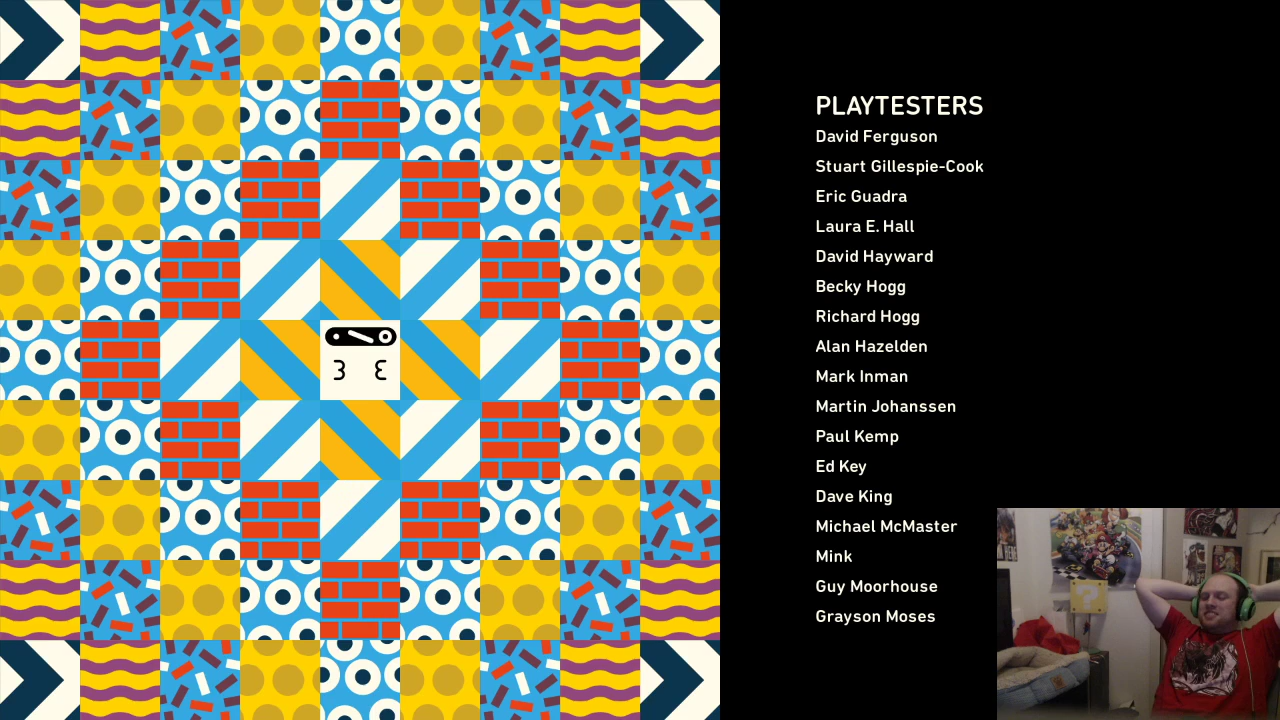 PLAYTESTERS
David Ferguson
Stuart Gillespie-Cook
Eric Guadra
Laura E. Hall
David Hayward
Becky Hogg
Richard Hogg
Alan Hazelden
Mark Inman
Martin Johanssen
Paul Kemp
Ed Key
Dave King
Michael McMaster
Mink
Guy Moorhouse
Grayson Moses